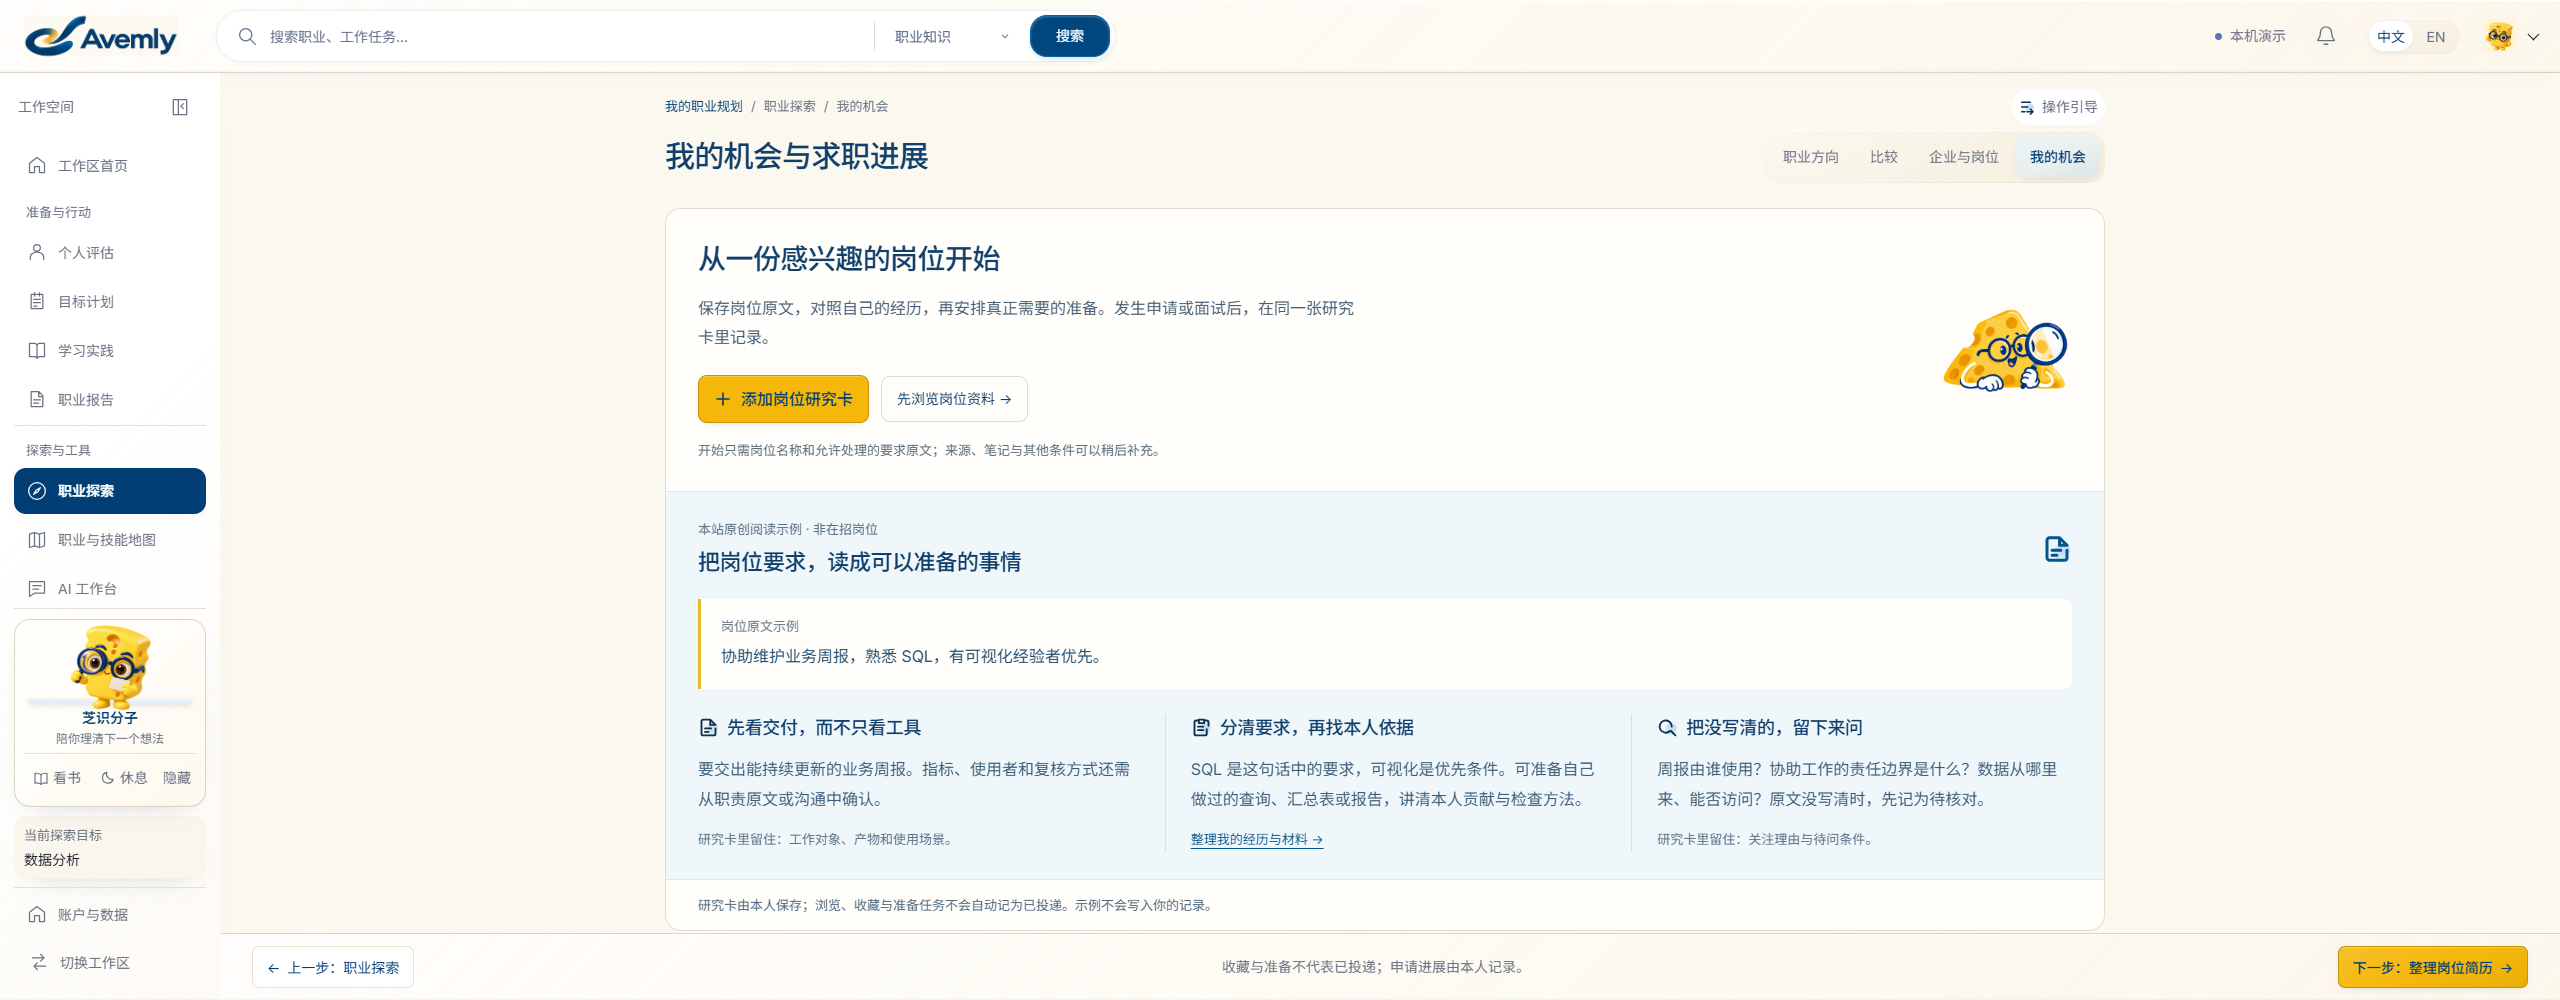 Avemly
搜索职业、工作任务...
职业知识
搜索
本机演示
中文 EN
工作空间
工作区首页
准备与行动
个人评估
目标计划
学习实践
职业报告
探索与工具
职业探索
职业与技能地图
AI 工作台
芝识分子
陪你理清下一个想法
看书 休息 隐藏
当前探索目标
数据分析
账户与数据
切换工作区
我的职业规划 / 职业探索 / 我的机会
操作引导
我的机会与求职进展
职业方向 比较 企业与岗位 我的机会
从一份感兴趣的岗位开始
保存岗位原文，对照自己的经历，再安排真正需要的准备。发生申请或面试后，在同一张研究
卡里记录。
+ 添加岗位研究卡
先浏览岗位资料 →
开始只需岗位名称和允许处理的要求原文；来源、笔记与其他条件可以稍后补充。
本站原创阅读示例 · 非在招岗位
把岗位要求，读成可以准备的事情
岗位原文示例
协助维护业务周报，熟悉 SQL，有可视化经验者优先。
先看交付，而不只看工具
要交出能持续更新的业务周报。指标、使用者和复核方式还需
从职责原文或沟通中确认。
研究卡里留住：工作对象、产物和使用场景。
分清要求，再找本人依据
SQL 是这句话中的要求，可视化是优先条件。可准备自己
做过的查询、汇总表或报告，讲清本人贡献与检查方法。
整理我的经历与材料 →
把没写清的，留下来问
周报由谁使用？协助工作的责任边界是什么？数据从哪里
来、能否访问？原文没写清时，先记为待核对。
研究卡里留住：关注理由与待问条件。
研究卡由本人保存；浏览、收藏与准备任务不会自动记为已投递。示例不会写入你的记录。
← 上一步：职业探索
收藏与准备不代表已投递；申请进展由本人记录。
下一步：整理岗位简历 →